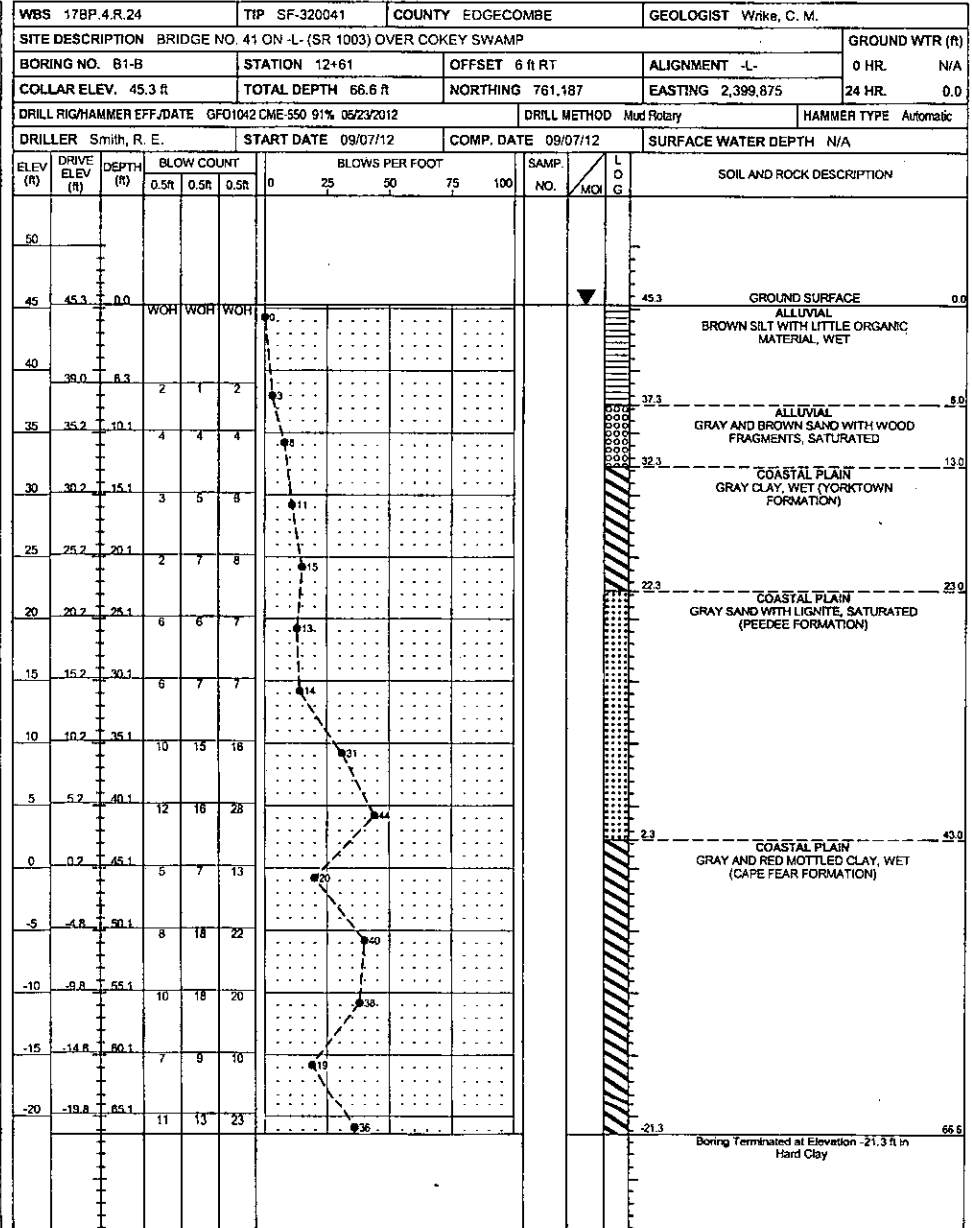 WBS 17BP.4.R.24 TIP SF-320041 COUNTY EDGECOMBE GEOLOGIST Wrike, C. M.
SITE DESCRIPTION BRIDGE NO. 41 ON -L- (SR 1003) OVER COKEY SWAMP GROUND WTR (ft)
BORING NO. B1-B STATION 12+61 OFFSET 6 ft RT ALIGNMENT -L- 0 HR. N/A
COLLAR ELEV. 45.3 ft TOTAL DEPTH 66.6 ft NORTHING 761,187 EASTING 2,399,875 24 HR. 0.0
DRILL RIG/HAMMER EFF./DATE GFO1042 CME-550 91% 05/23/2012 DRILL METHOD Mud Rotary HAMMER TYPE Automatic
DRILLER Smith, R. E. START DATE 09/07/12 COMP. DATE 09/07/12 SURFACE WATER DEPTH N/A
ELEV (ft) DRIVE ELEV (ft) DEPTH (ft) BLOW COUNT BLOWS PER FOOT SAMP. NO. MOI LOG SOIL AND ROCK DESCRIPTION
0.5ft 0.5ft 0.5ft 0 25 50 75 100
50
45 45.3 0.0 45.3 GROUND SURFACE 0.0
WOH WOH WOH 0 ALLUVIAL
BROWN SILT WITH LITTLE ORGANIC
MATERIAL, WET
40
39.0 6.3 2 1 2 3
37.3 8.0
ALLUVIAL
35 35.2 10.1 4 4 4 8 GRAY AND BROWN SAND WITH WOOD
FRAGMENTS, SATURATED
32.3 13.0
COASTAL PLAIN
30 30.2 15.1 3 5 6 11 GRAY CLAY, WET (YORKTOWN
FORMATION)
25 25.2 20.1 2 7 8 15
22.3 23.0
COASTAL PLAIN
20 20.2 25.1 6 6 7 13 GRAY SAND WITH LIGNITE, SATURATED
(PEEDEE FORMATION)
15 15.2 30.1 6 7 7 14
10 10.2 35.1 10 15 16 31
5 5.2 40.1 12 16 28 44
2.3 43.0
COASTAL PLAIN
0 0.2 45.1 5 7 13 20 GRAY AND RED MOTTLED CLAY, WET
(CAPE FEAR FORMATION)
-5 -4.8 50.1 8 18 22 40
-10 -9.8 55.1 10 18 20 38
-15 -14.8 60.1 7 9 10 19
-20 -19.8 65.1 11 13 23 36
-21.3 66.6
Boring Terminated at Elevation -21.3 ft in
Hard Clay